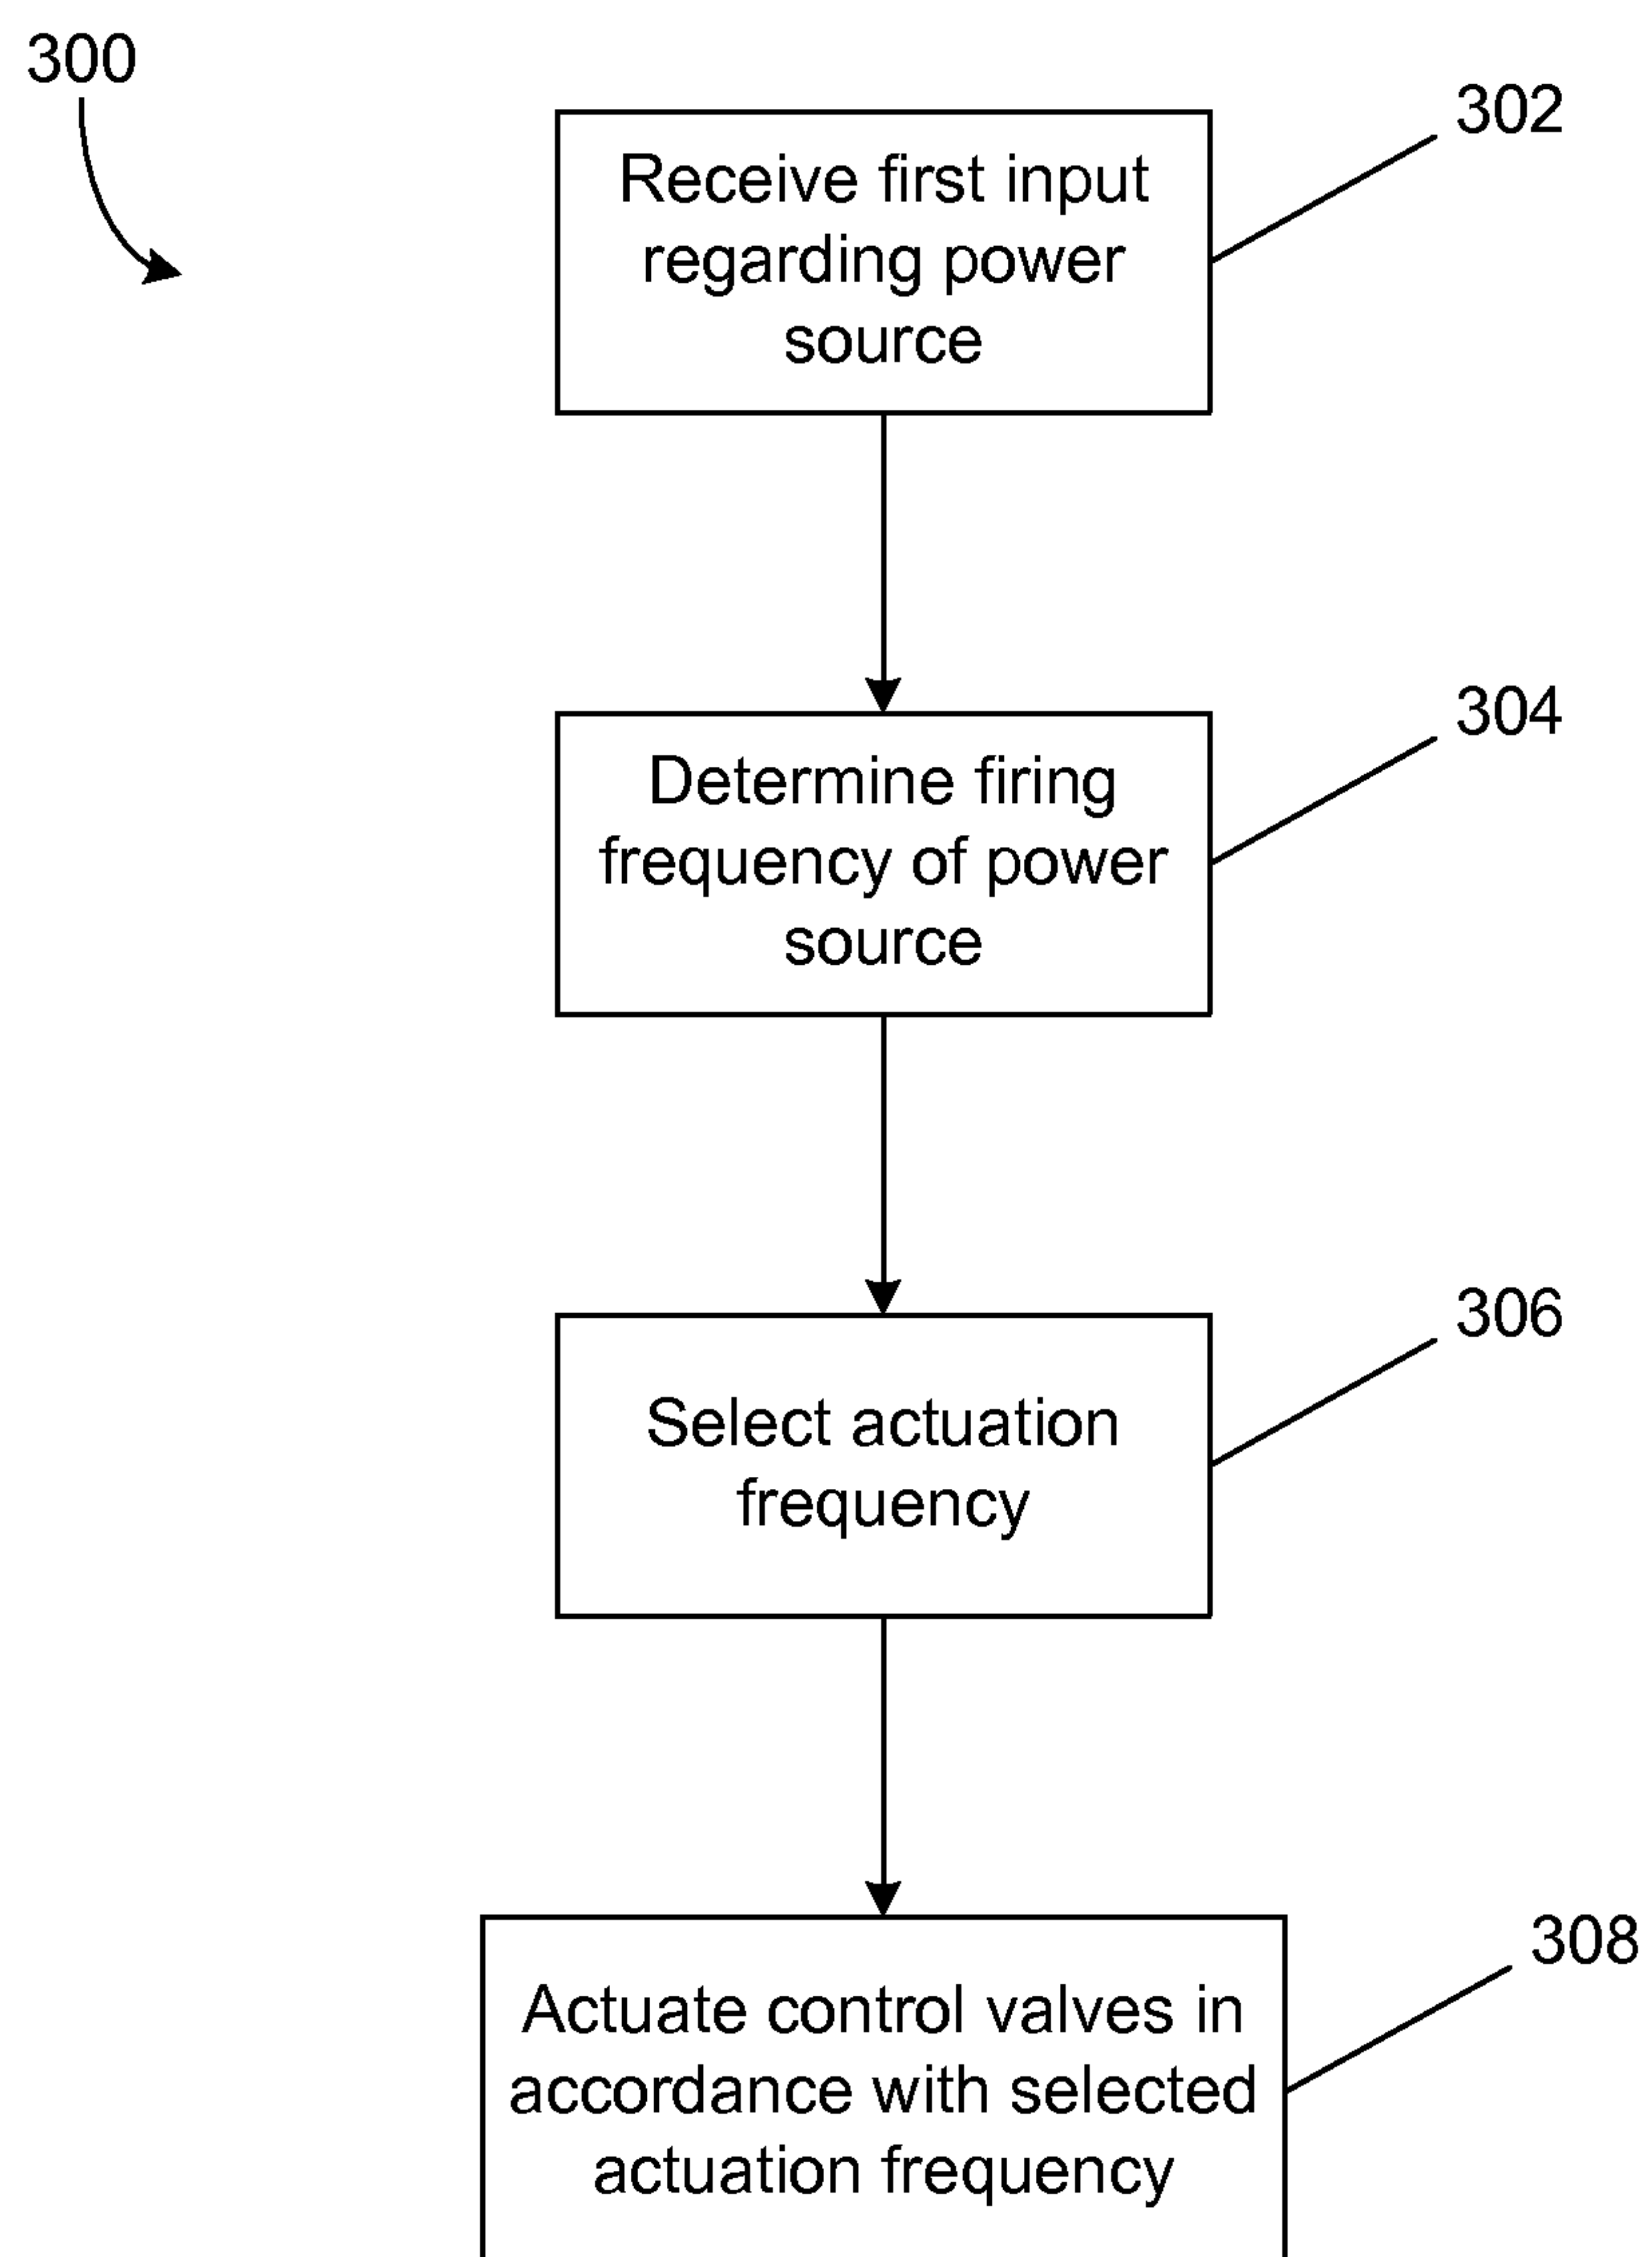 300
302
Receive first input
regarding power
source
304
Determine firing
frequency of power
source
306
Select actuation
frequency
308
Actuate control valves in
accordance with selected
actuation frequency